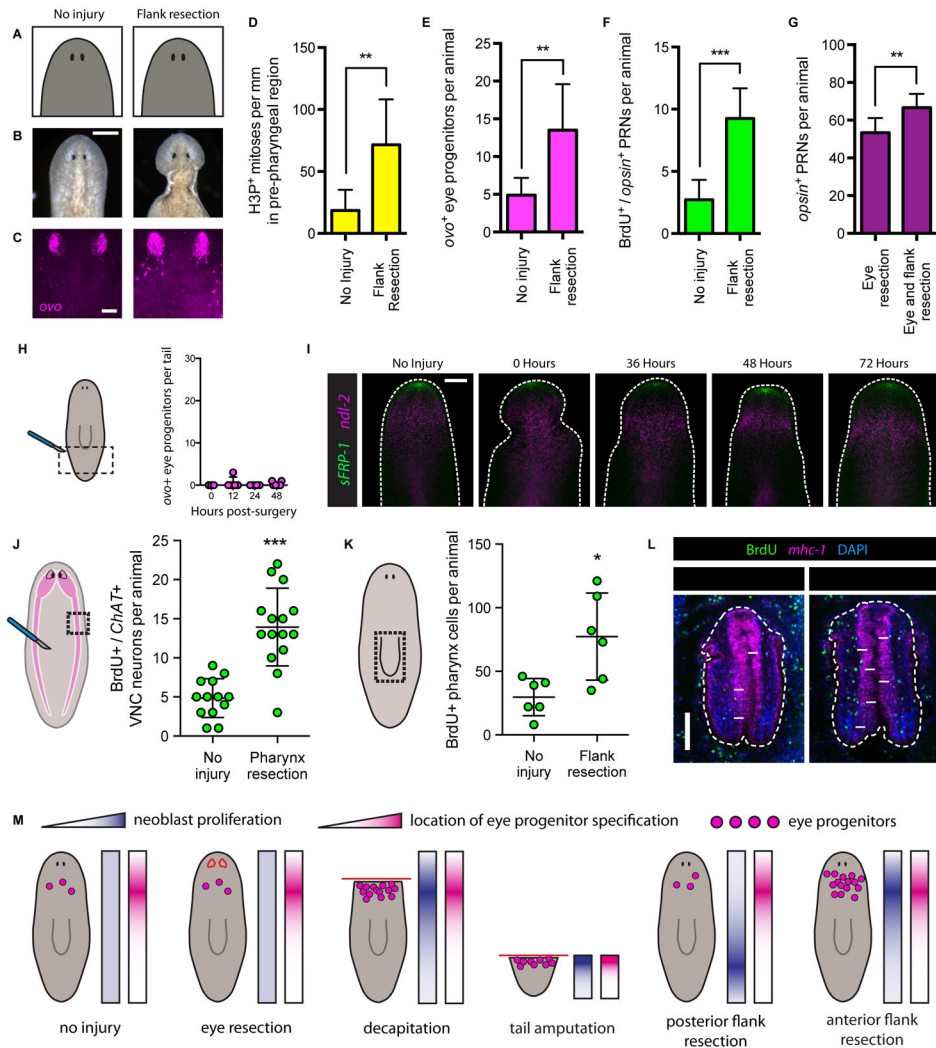 No injury
Flank resection
A
B
C
ovo
D
H3P+ mitoses per mm
in pre-pharyngeal region
150
100
50
0
**
No Injury
Flank
Resection
E
ovo+ eye progenitors per animal
25
20
15
10
5
0
**
No injury
Flank
resection
F
BrdU+ / opsin+ PRNs per animal
15
10
5
0
***
No injury
Flank
resection
G
opsin+ PRNs per animal
100
80
60
40
20
0
**
Eye
resection
Eye and flank
resection
H
ovo+ eye progenitors per tail
30
25
20
15
10
5
0
0 12 24 48
Hours post-surgery
I
sFRP-1 ndl-2
No Injury
0 Hours
36 Hours
48 Hours
72 Hours
J
BrdU+ / ChAT+
VNC neurons per animal
25
20
15
10
5
0
***
No
injury
Pharynx
resection
K
BrdU+ pharynx cells per animal
150
100
50
0
*
No
injury
Flank
resection
L
BrdU mhc-1 DAPI
M
neoblast proliferation
location of eye progenitor specification
eye progenitors
no injury
eye resection
decapitation
tail amputation
posterior flank
resection
anterior flank
resection